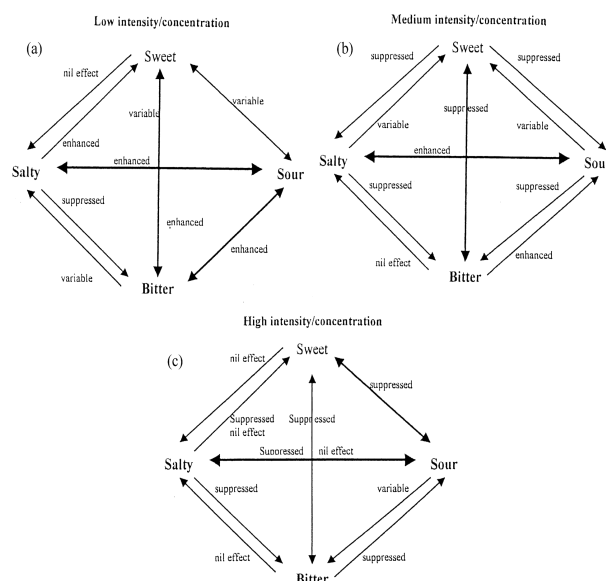 Low intensity/concentration
(a)
Sweet
nil effect
variable
variable
enhanced
Salty
enhanced
Sour
suppressed
enhanced
enhanced
variable
Bitter
Medium intensity/concentration
(b)
Sweet
suppressed
suppressed
suppressed
variable
variable
Salty
enhanced
Sou
suppressed
suppressed
nil effect
enhanced
Bitter
High intensity/concentration
(c)
Sweet
nil effect
suppressed
Suppressed
nil effect
Suppressed
Salty
Suppressed nil effect
Sour
suppressed
variable
nil effect
suppressed
Bitter